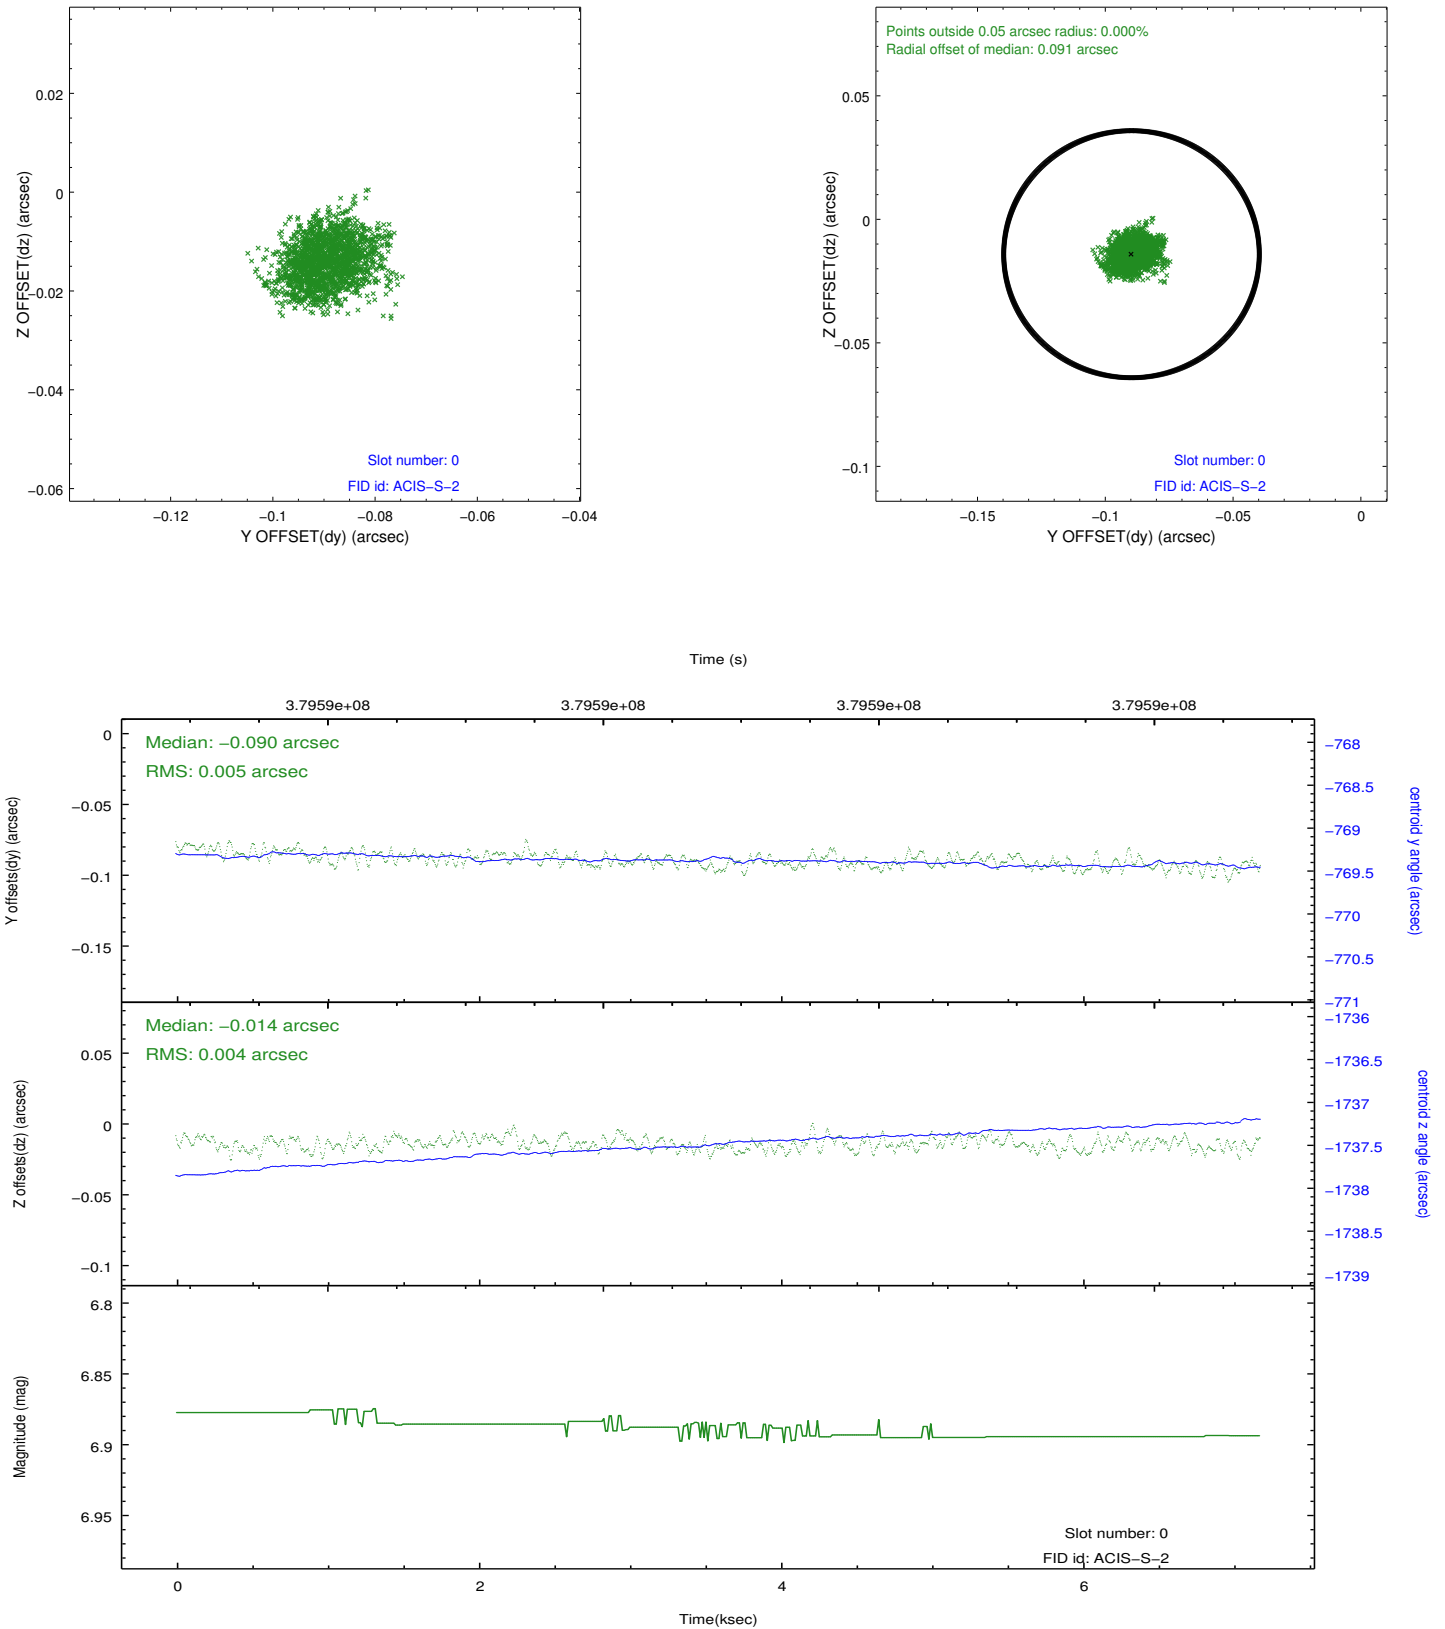 0.02
0
−0.02
−0.04
−0.06
Z OFFSET(dz) (arcsec)
Slot number: 0
FID id: ACIS−S−2
−0.12
−0.1
−0.08
−0.06
−0.04
Y OFFSET(dy) (arcsec)
Points outside 0.05 arcsec radius: 0.000%
Radial offset of median: 0.091 arcsec
0.05
0
−0.05
−0.1
Z OFFSET(dz) (arcsec)
Slot number: 0
FID id: ACIS−S−2
−0.15
−0.1
−0.05
0
Y OFFSET(dy) (arcsec)
Time (s)
3.7959e+08
3.7959e+08
3.7959e+08
3.7959e+08
Median: −0.090 arcsec
RMS: 0.005 arcsec
0
−0.05
−0.1
−0.15
Y offsets(dy) (arcsec)
−768
−768.5
−769
−769.5
−770
−770.5
−771
centroid y angle (arcsec)
Median: −0.014 arcsec
RMS: 0.004 arcsec
0.05
0
−0.05
−0.1
Z offsets(dz) (arcsec)
−1736
−1736.5
−1737
−1737.5
−1738
−1738.5
−1739
centroid z angle (arcsec)
6.8
6.85
6.9
6.95
Magnitude (mag)
Slot number: 0
FID id: ACIS−S−2
0
2
4
6
Time(ksec)